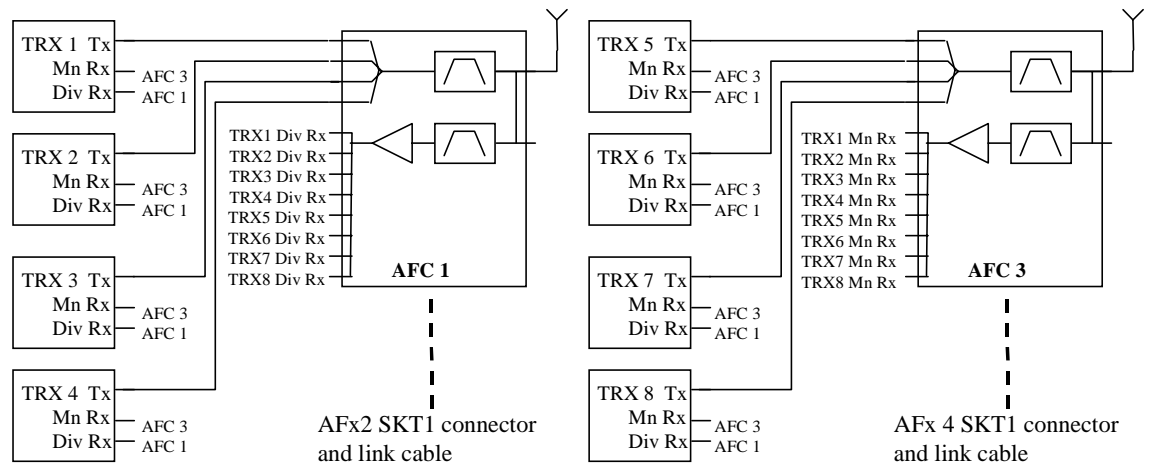 TRX 1 Tx
Mn Rx AFC 3
Div Rx AFC 1
TRX 2 Tx
Mn Rx AFC 3
Div Rx AFC 1
TRX 3 Tx
Mn Rx AFC 3
Div Rx AFC 1
TRX 4 Tx
Mn Rx AFC 3
Div Rx AFC 1
TRX1 Div Rx
TRX2 Div Rx
TRX3 Div Rx
TRX4 Div Rx
TRX5 Div Rx
TRX6 Div Rx
TRX7 Div Rx
TRX8 Div Rx
AFC 1
AFx2 SKT1 connector
and link cable
TRX 5 Tx
Mn Rx AFC 3
Div Rx AFC 1
TRX 6 Tx
Mn Rx AFC 3
Div Rx AFC 1
TRX 7 Tx
Mn Rx AFC 3
Div Rx AFC 1
TRX 8 Tx
Mn Rx AFC 3
Div Rx AFC 1
TRX1 Mn Rx
TRX2 Mn Rx
TRX3 Mn Rx
TRX4 Mn Rx
TRX5 Mn Rx
TRX6 Mn Rx
TRX7 Mn Rx
TRX8 Mn Rx
AFC 3
AFx 4 SKT1 connector
and link cable